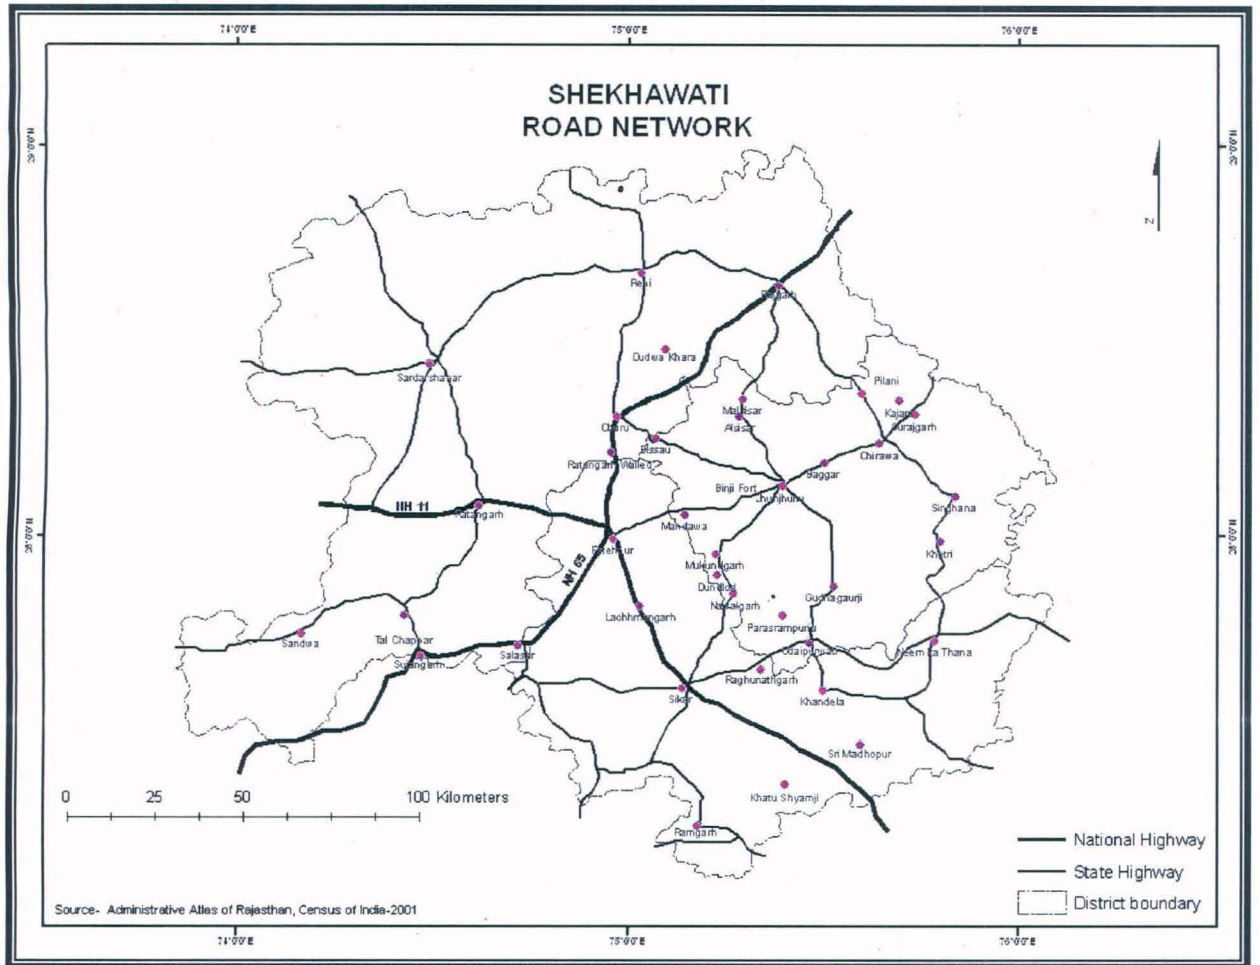 74°0'0"E
75°0'0"E
76°0'0"E
SHEKHAWATI
ROAD NETWORK
29°0'0"N
29°0'0"N
N
Reni
Rajgarh
Dudwa Khara
Sardarshahar
Pilani
Malsisar
Kajara
Alsisar
Surajgarh
Churu
Bissau
Chirawa
Ratangarh Walled
Baggar
Binji Fort
Jhunjhunu
Singhana
NH 11
Ratangarh
Mandawa
28°0'0"N
28°0'0"N
Fatehpur
Khetri
NH 65
Mukundgarh
Dundlod
Nawalgarh
Gudhagaurji
Lachhmangarh
Parasrampura
Sandwa
Tal Chappar
Udaipurwati
Neem Ka Thana
Salasar
Sujangarh
Raghunathgarh
Sikar
Khandela
Sri Madhopur
0 25 50 100 Kilometers
Khatu Shyamji
Ramgarh
National Highway
State Highway
District boundary
Source- Administrative Atlas of Rajasthan, Census of India-2001
74°0'0"E
75°0'0"E
76°0'0"E